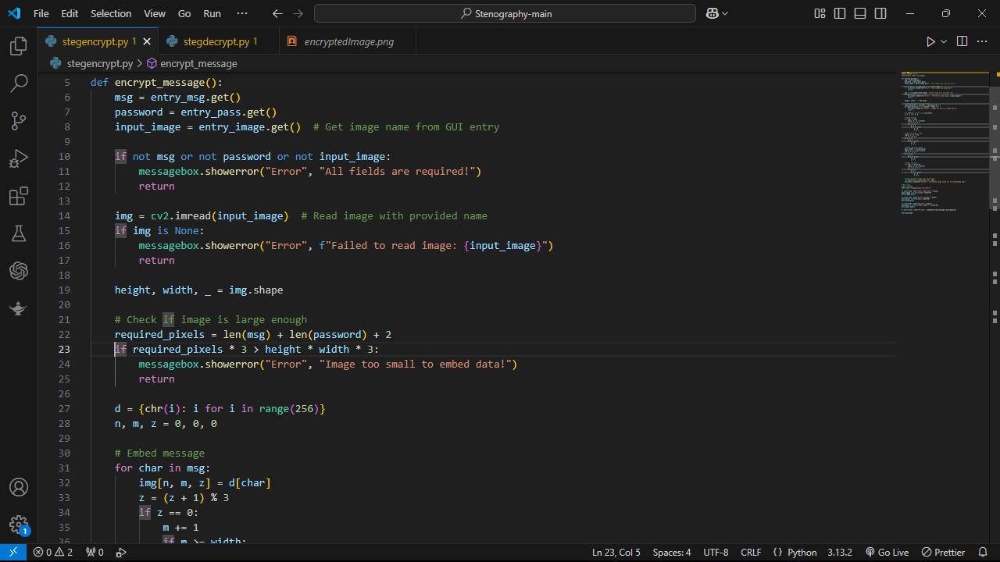 File Edit Selection View Go Run ··· Stenography-main
stegencrypt.py 1 stegdecrypt.py 1 encryptedImage.png
stegencrypt.py > encrypt_message
5 def encrypt_message():
6 msg = entry_msg.get()
7 password = entry_pass.get()
8 input_image = entry_image.get()  # Get image name from GUI entry
9
10 if not msg or not password or not input_image:
11 messagebox.showerror("Error", "All fields are required!")
12 return
13
14 img = cv2.imread(input_image)  # Read image with provided name
15 if img is None:
16 messagebox.showerror("Error", f"Failed to read image: {input_image}")
17 return
18
19 height, width, _ = img.shape
20
21 # Check if image is large enough
22 required_pixels = len(msg) + len(password) + 2
23 if required_pixels * 3 > height * width * 3:
24 messagebox.showerror("Error", "Image too small to embed data!")
25 return
26
27 d = {chr(i): i for i in range(256)}
28 n, m, z = 0, 0, 0
29
30 # Embed message
31 for char in msg:
32 img[n, m, z] = d[char]
33 z = (z + 1) % 3
34 if z == 0:
35 m += 1
36 if m >= width:
0 2 0 Ln 23, Col 5 Spaces: 4 UTF-8 CRLF {} Python 3.13.2 Go Live Prettier
1